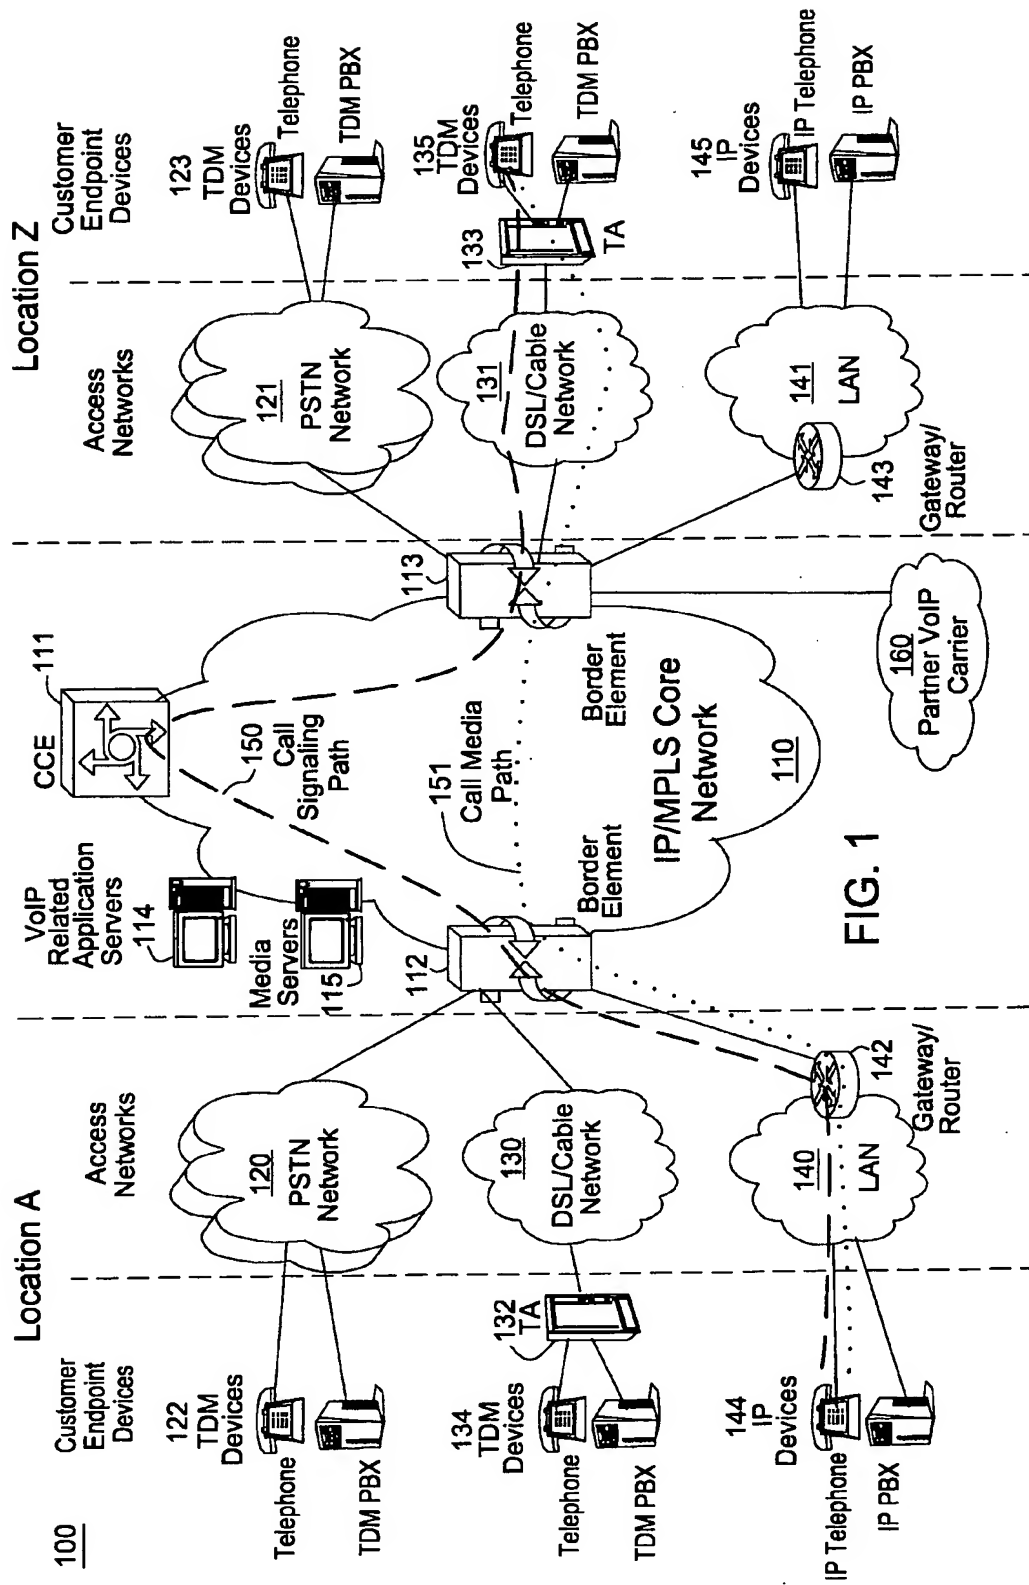 100
Location A
Location Z
Customer
Endpoint
Devices
Access
Networks
VoIP
Related
Application
Servers
114
CCE
111
Access
Networks
Customer
Endpoint
Devices
122
TDM
Devices
Telephone
TDM PBX
120
PSTN
Network
Media
Servers
115
112
150
Call
Signaling
Path
113
121
PSTN
Network
123
TDM
Devices
Telephone
TDM PBX
134
TDM
Devices
Telephone
TDM PBX
132
TA
130
DSL/Cable
Network
151
Call Media
Path
Border
Element
Border
Element
131
DSL/Cable
Network
133
TA
135
TDM
Devices
Telephone
TDM PBX
IP/MPLS Core
Network
110
144
IP
Devices
IP Telephone
IP PBX
140
LAN
142
Gateway/
Router
160
Partner VoIP
Carrier
141
LAN
143
Gateway/
Router
145
IP
Devices
IP Telephone
IP PBX
FIG. 1